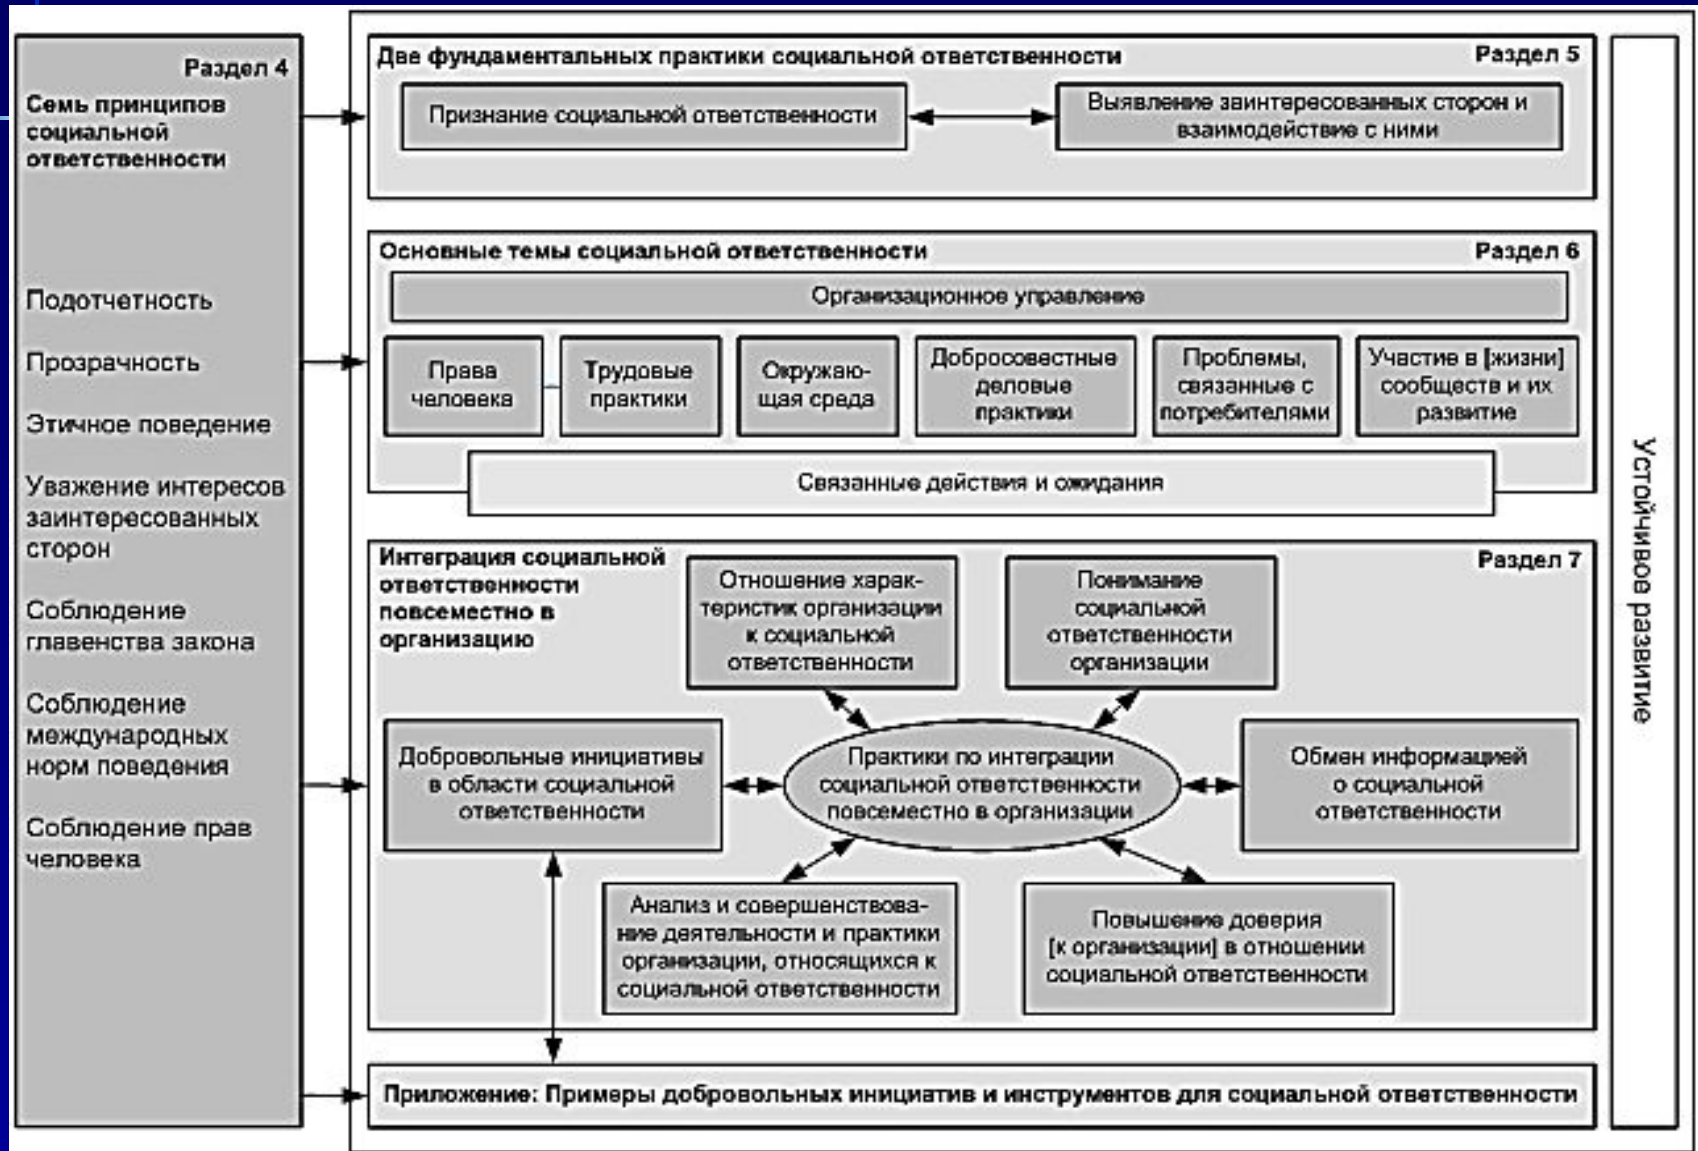 Раздел 4
Семь принципов
социальной
ответственности
Подотчетность
Прозрачность
Этичное поведение
Уважение интересов
заинтересованных
сторон
Соблюдение
главенства закона
Соблюдение
международных
норм поведения
Соблюдение прав
человека
Две фундаментальных практики социальной ответственности
Раздел 5
Признание социальной ответственности
Выявление заинтересованных сторон и
взаимодействие с ними
Основные темы социальной ответственности
Раздел 6
Организационное управление
Права
человека
Трудовые
практики
Окружаю-
щая среда
Добросовестные
деловые
практики
Проблемы,
связанные с
потребителями
Участие в [жизни]
сообществ и их
развитие
Связанные действия и ожидания
Интеграция социальной
ответственности
повсеместно в
организацию
Раздел 7
Отношение харак-
теристик организации
к социальной
ответственности
Понимание
социальной
ответственности
организации
Добровольные инициативы
в области социальной
ответственности
Практики по интеграции
социальной ответственности
повсеместно в организации
Обмен информацией
о социальной
ответственности
Анализ и совершенствова-
ние деятельности и практики
организации, относящихся к
социальной ответственности
Повышение доверия
[к организации] в отношении
социальной ответственности
Приложение: Примеры добровольных инициатив и инструментов для социальной ответственности
Устойчивое развитие